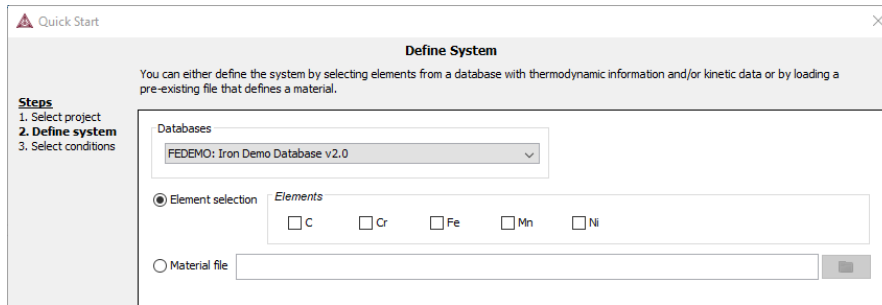 Quick Start
Define System
You can either define the system by selecting elements from a database with thermodynamic information and/or kinetic data or by loading a
pre-existing file that defines a material.
Steps
1. Select project
2. Define system
3. Select conditions
Databases
FEDEMO: Iron Demo Database v2.0
Element selection
Elements
C Cr Fe Mn Ni
Material file